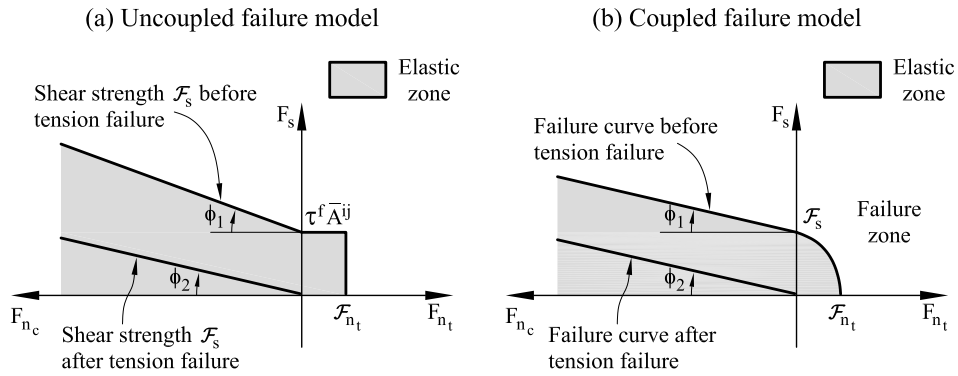 (a) Uncoupled failure model
Elastic
zone
Shear strength ℱs before
tension failure
Fs
ϕ1
τᶠ A̅ⁱʲ
ϕ2
Fnc
ℱnt
Fnt
Shear strength ℱs
after tension failure
(b) Coupled failure model
Elastic
zone
Failure curve before
tension failure
Fs
ϕ1
ℱs
Failure
zone
ϕ2
Fnc
ℱnt
Fnt
Failure curve after
tension failure